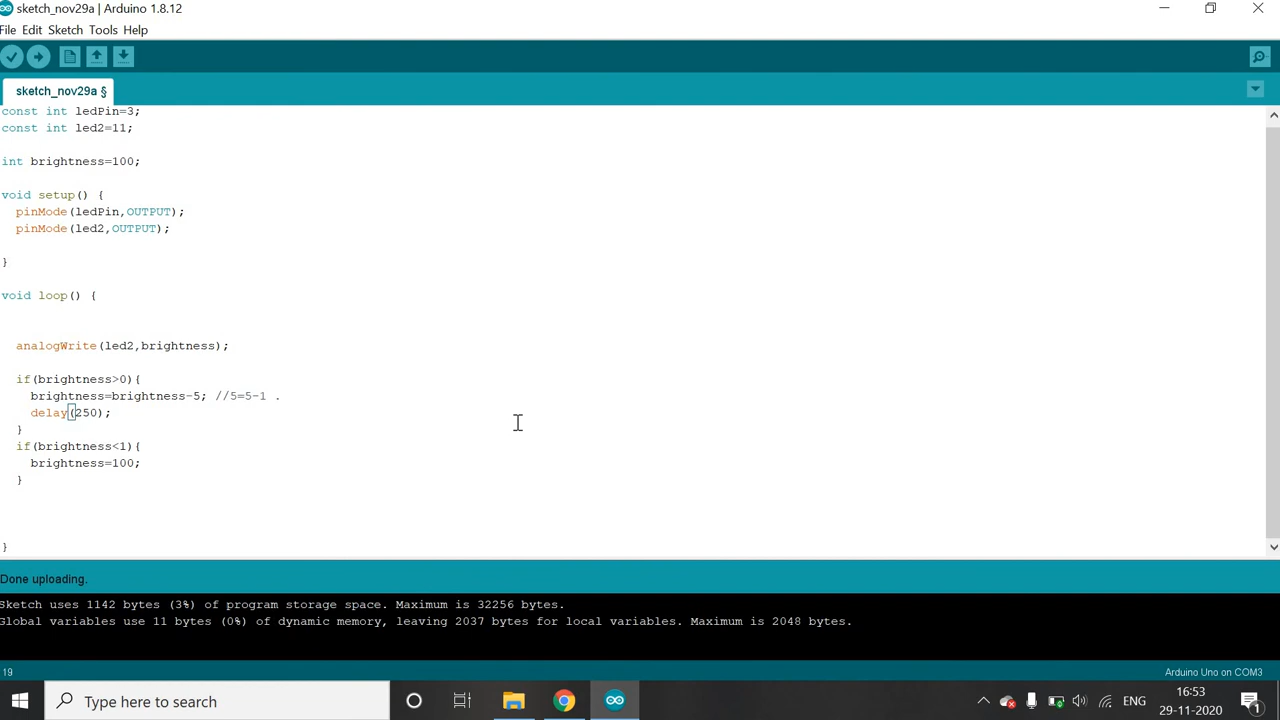 sketch_nov29a | Arduino 1.8.12
File Edit Sketch Tools Help
sketch_nov29a §
const int ledPin=3;
const int led2=11;
int brightness=100;
void setup() {
pinMode(ledPin,OUTPUT);
pinMode(led2,OUTPUT);
}
void loop() {
analogWrite(led2,brightness);
if(brightness>0){
brightness=brightness-5; //5=5-1 .
delay(250);
}
if(brightness<1){
brightness=100;
}
}
Done uploading.
Sketch uses 1142 bytes (3%) of program storage space. Maximum is 32256 bytes.
Global variables use 11 bytes (0%) of dynamic memory, leaving 2037 bytes for local variables. Maximum is 2048 bytes.
19
Arduino Uno on COM3
Type here to search
ENG
16:53
29-11-2020
1